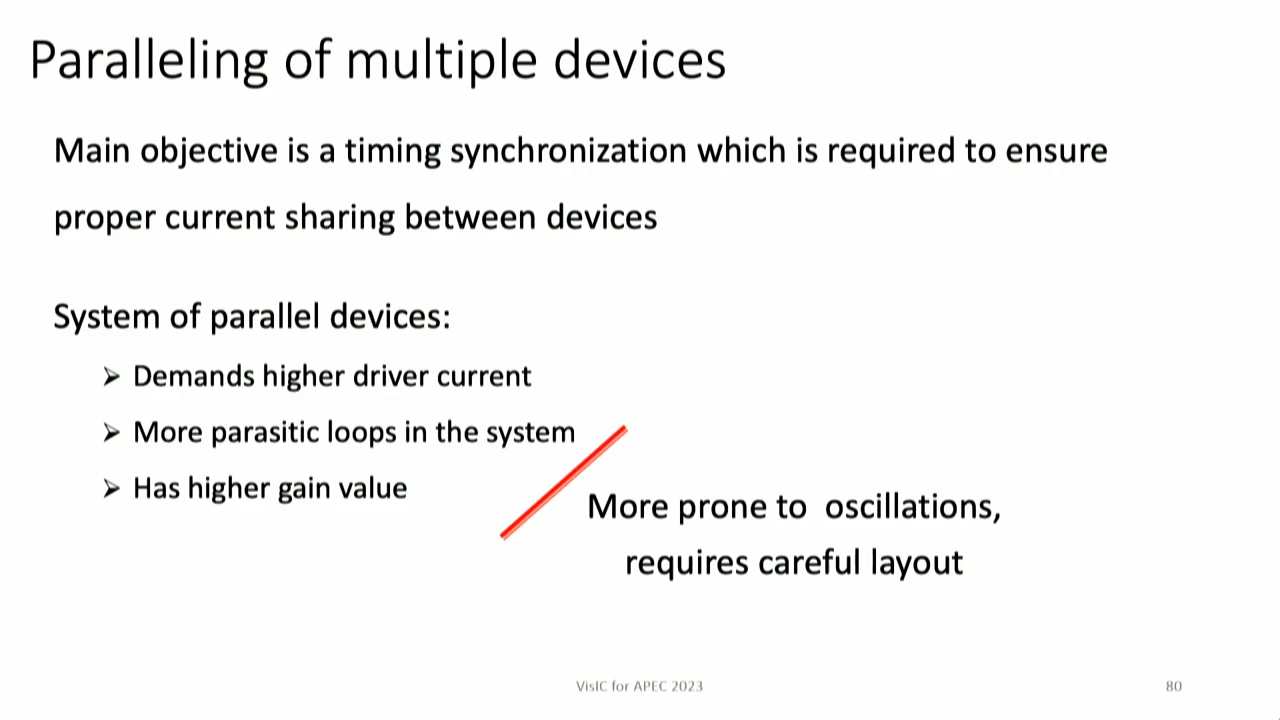 Paralleling of multiple devices
Main objective is a timing synchronization which is required to ensure
proper current sharing between devices
System of parallel devices:
➢ Demands higher driver current
➢ More parasitic loops in the system
➢ Has higher gain value
More prone to  oscillations,
requires careful layout
VisIC for APEC 2023
80